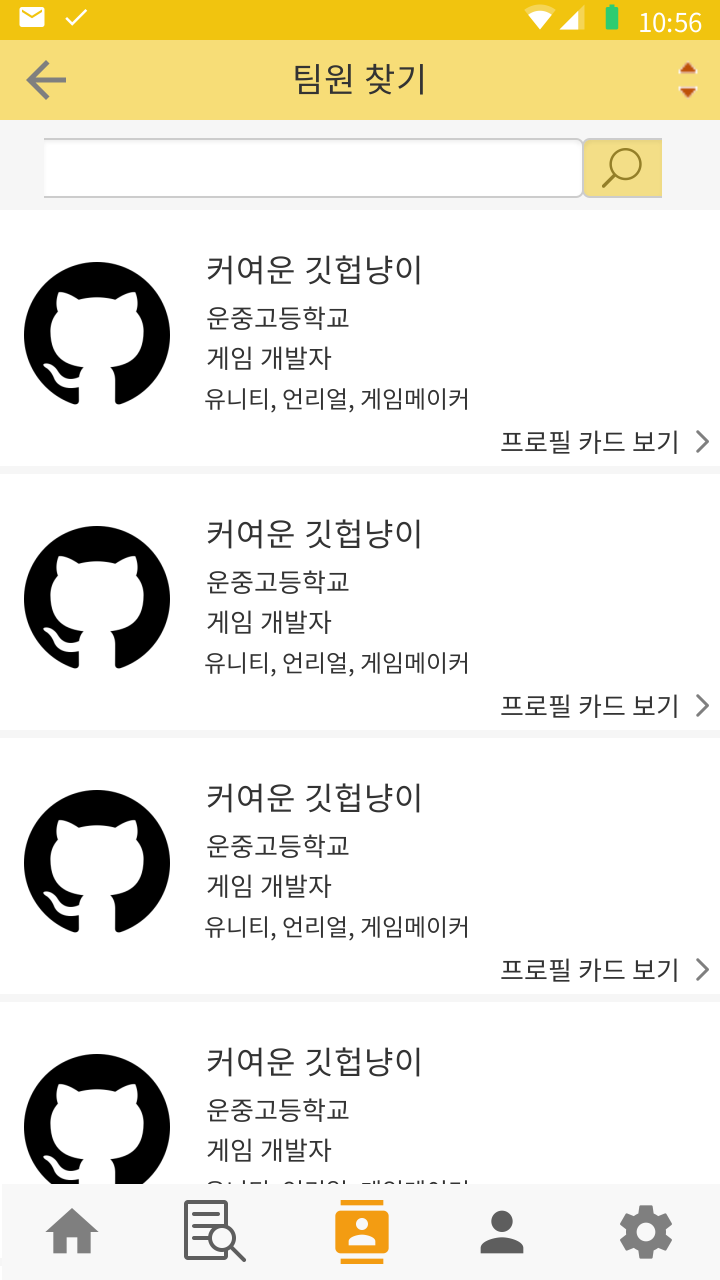 10:56
팀원 찾기
커여운 깃헙냥이
운중고등학교
게임 개발자
유니티, 언리얼, 게임메이커
프로필 카드 보기
커여운 깃헙냥이
운중고등학교
게임 개발자
유니티, 언리얼, 게임메이커
프로필 카드 보기
커여운 깃헙냥이
운중고등학교
게임 개발자
유니티, 언리얼, 게임메이커
프로필 카드 보기
커여운 깃헙냥이
운중고등학교
게임 개발자